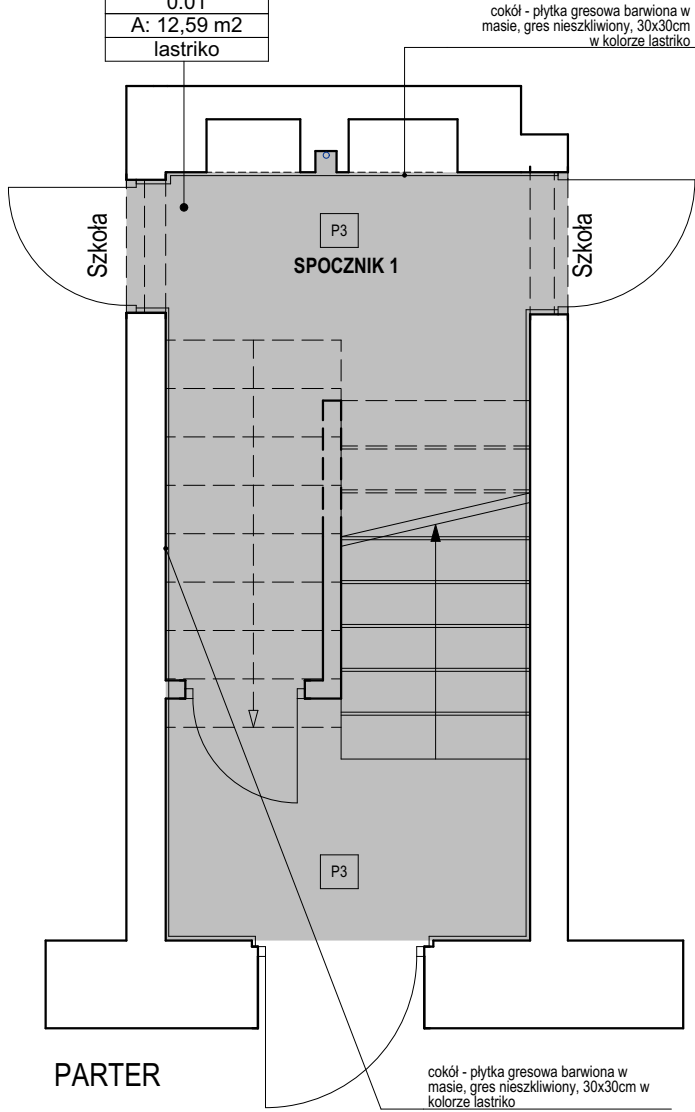 0.01
A: 12,59 m2
lastriko
cokół - płytka gresowa barwiona w
masie, gres nieszkliwiony, 30x30cm
w kolorze lastriko
Szkoła
P3
SPOCZNIK 1
Szkoła
P3
PARTER
cokół - płytka gresowa barwiona w
masie, gres nieszkliwiony, 30x30cm w
kolorze lastriko